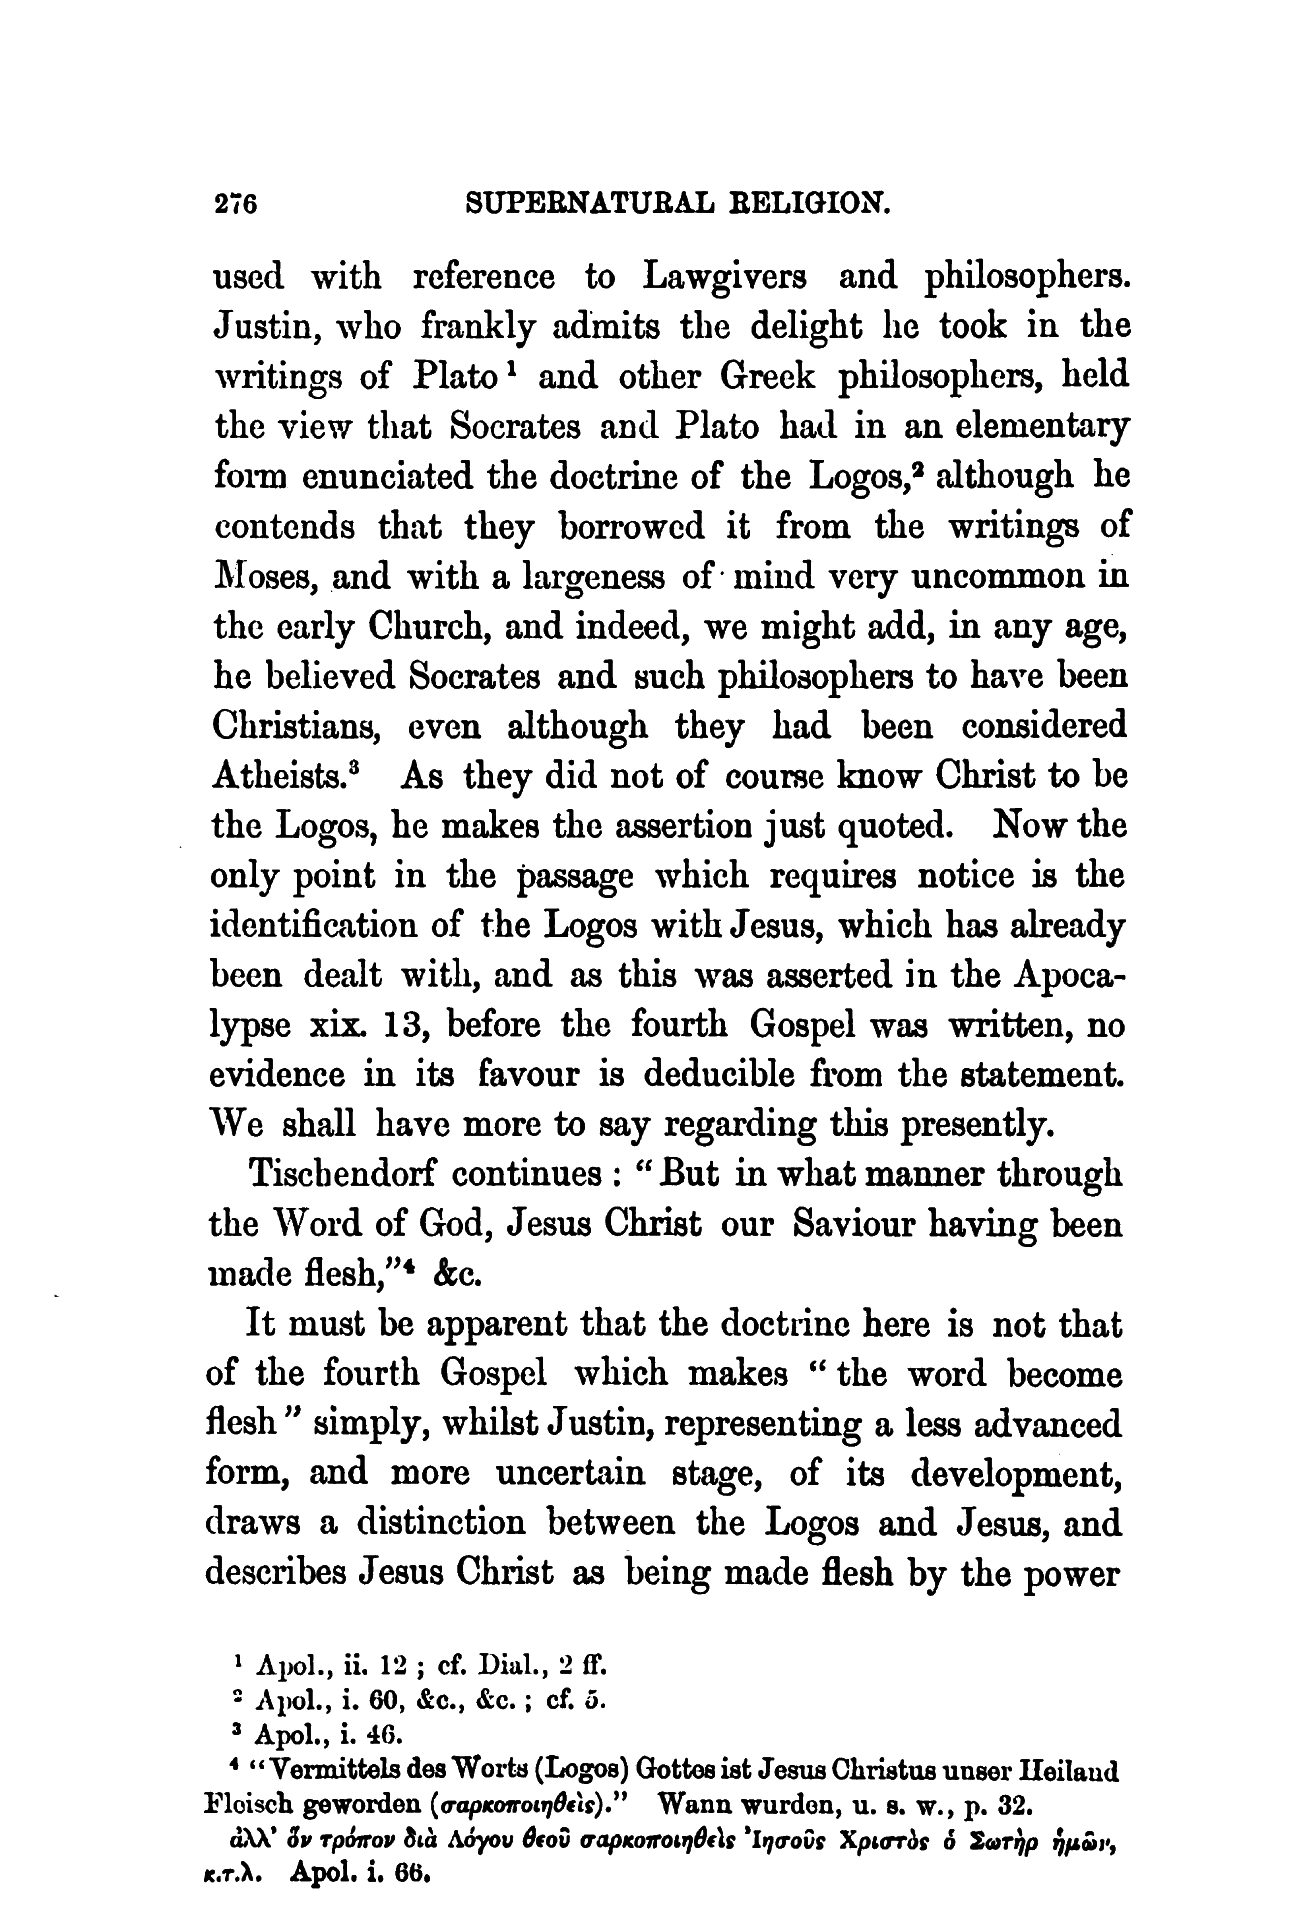 276 SUPERNATURAL RELIGION.
used with reference to Lawgivers and philosophers.
Justin, who frankly admits the delight he took in the
writings of Plato ¹ and other Greek philosophers, held
the view that Socrates and Plato had in an elementary
form enunciated the doctrine of the Logos,² although he
contends that they borrowed it from the writings of
Moses, and with a largeness of mind very uncommon in
the early Church, and indeed, we might add, in any age,
he believed Socrates and such philosophers to have been
Christians, even although they had been considered
Atheists.³ As they did not of course know Christ to be
the Logos, he makes the assertion just quoted. Now the
only point in the passage which requires notice is the
identification of the Logos with Jesus, which has already
been dealt with, and as this was asserted in the Apoca-
lypse xix. 13, before the fourth Gospel was written, no
evidence in its favour is deducible from the statement.
We shall have more to say regarding this presently.
Tischendorf continues : “ But in what manner through
the Word of God, Jesus Christ our Saviour having been
made flesh,”⁴ &c.
It must be apparent that the doctrine here is not that
of the fourth Gospel which makes “ the word become
flesh ” simply, whilst Justin, representing a less advanced
form, and more uncertain stage, of its development,
draws a distinction between the Logos and Jesus, and
describes Jesus Christ as being made flesh by the power
¹ Apol., ii. 12 ; cf. Dial., 2 ff.
² Apol., i. 60, &c., &c. ; cf. 5.
³ Apol., i. 46.
⁴ “Vermittels des Worts (Logos) Gottes ist Jesus Christus unser Heiland
Fleisch geworden (σαρκοποιηθεὶς).” Wann wurden, u. s. w., p. 32.
ἀλλ’ ὃν τρόπον διὰ Λόγου θεοῦ σαρκοποιηθεὶς Ἰησοῦς Χριστὸς ὁ Σωτὴρ ἡμῶν,
κ.τ.λ. Apol. i. 66.